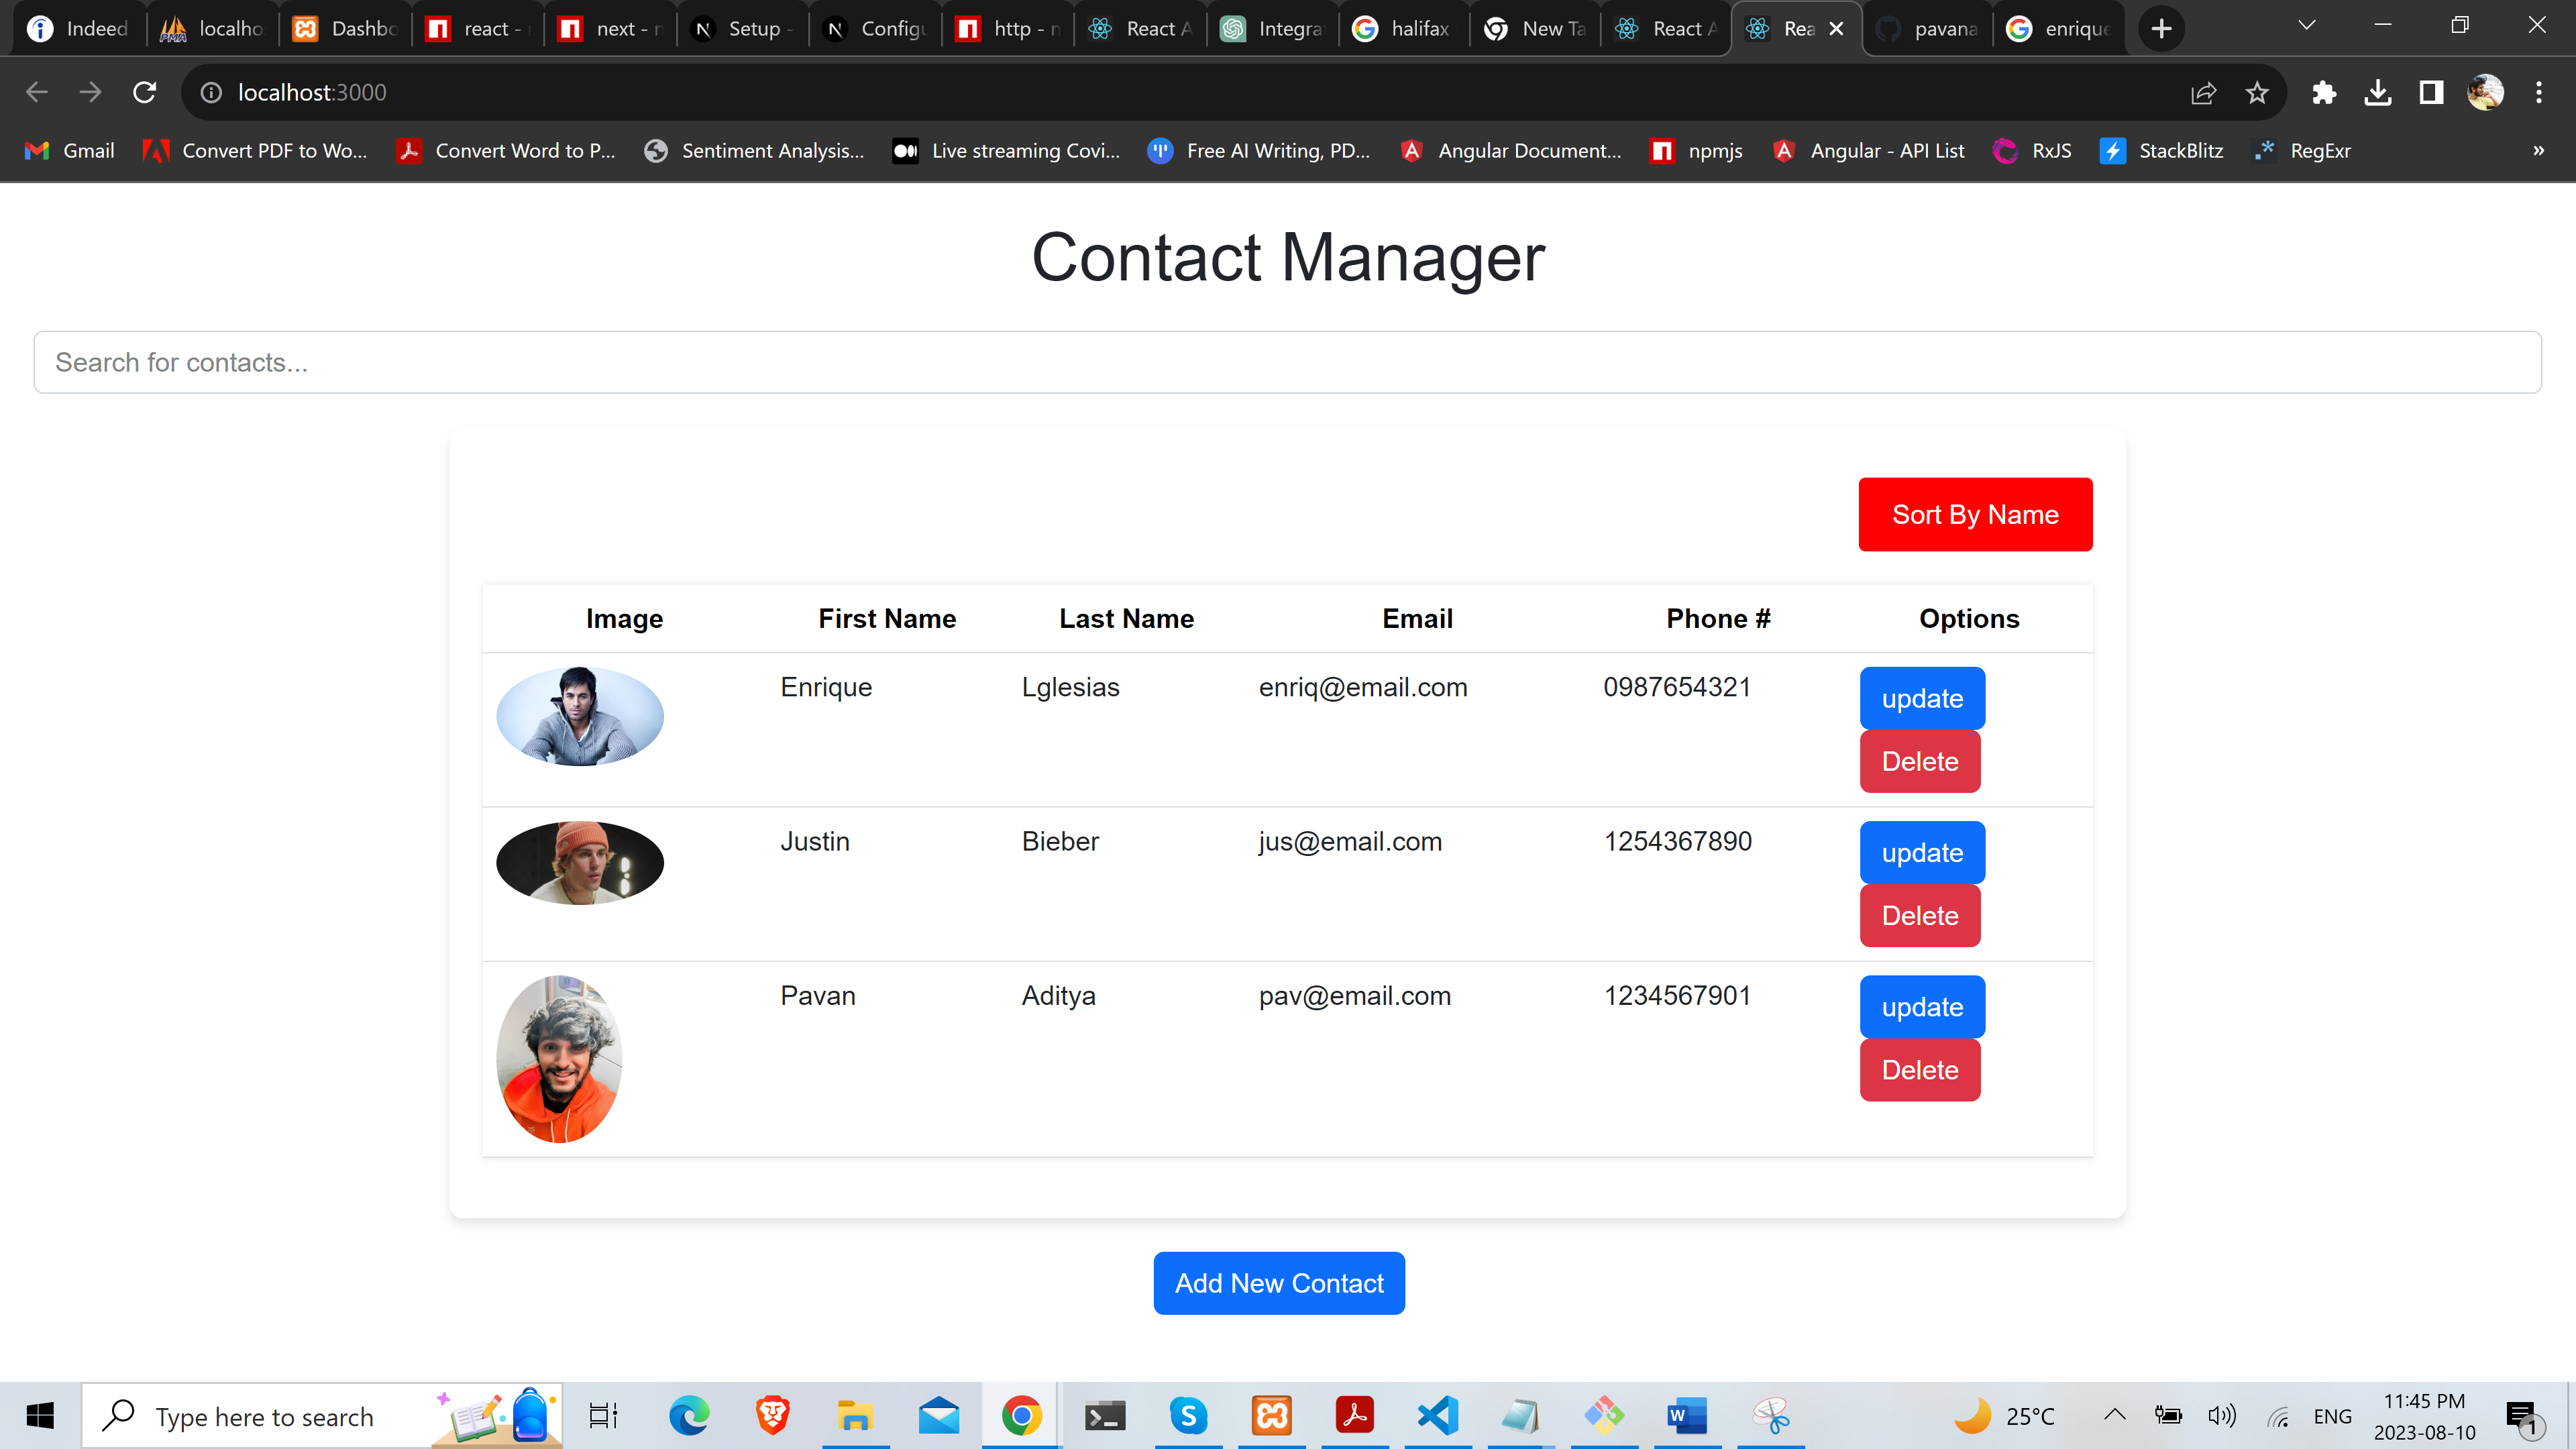 Indeed localho Dashbo react - next - n Setup - Config http - n React A Integra halifax New Ta React A Rea pavana enrique
localhost:3000
Gmail Convert PDF to Wo... Convert Word to P... Sentiment Analysis... Live streaming Covi... Free AI Writing, PD... Angular Document... npmjs Angular - API List RxJS StackBlitz RegExr »
Contact Manager
Search for contacts...
Sort By Name
Image First Name Last Name Email Phone # Options
Enrique Lglesias enriq@email.com 0987654321 update
Delete
Justin Bieber jus@email.com 1254367890 update
Delete
Pavan Aditya pav@email.com 1234567901 update
Delete
Add New Contact
Type here to search 25°C ENG 11:45 PM
2023-08-10 1